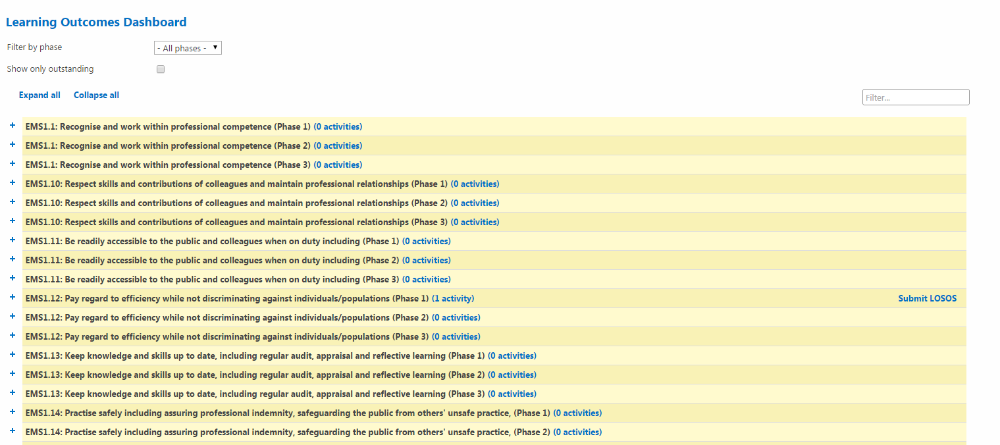 Learning Outcomes Dashboard
Filter by phase - All phases -
Show only outstanding
Expand all Collapse all Filter...
EMS1.1: Recognise and work within professional competence (Phase 1) (0 activities)
EMS1.1: Recognise and work within professional competence (Phase 2) (0 activities)
EMS1.1: Recognise and work within professional competence (Phase 3) (0 activities)
EMS1.10: Respect skills and contributions of colleagues and maintain professional relationships (Phase 1) (0 activities)
EMS1.10: Respect skills and contributions of colleagues and maintain professional relationships (Phase 2) (0 activities)
EMS1.10: Respect skills and contributions of colleagues and maintain professional relationships (Phase 3) (0 activities)
EMS1.11: Be readily accessible to the public and colleagues when on duty including (Phase 1) (0 activities)
EMS1.11: Be readily accessible to the public and colleagues when on duty including (Phase 2) (0 activities)
EMS1.11: Be readily accessible to the public and colleagues when on duty including (Phase 3) (0 activities)
EMS1.12: Pay regard to efficiency while not discriminating against individuals/populations (Phase 1) (1 activity) Submit LOSOS
EMS1.12: Pay regard to efficiency while not discriminating against individuals/populations (Phase 2) (0 activities)
EMS1.12: Pay regard to efficiency while not discriminating against individuals/populations (Phase 3) (0 activities)
EMS1.13: Keep knowledge and skills up to date, including regular audit, appraisal and reflective learning (Phase 1) (0 activities)
EMS1.13: Keep knowledge and skills up to date, including regular audit, appraisal and reflective learning (Phase 2) (0 activities)
EMS1.13: Keep knowledge and skills up to date, including regular audit, appraisal and reflective learning (Phase 3) (0 activities)
EMS1.14: Practise safely including assuring professional indemnity, safeguarding the public from others' unsafe practice, (Phase 1) (0 activities)
EMS1.14: Practise safely including assuring professional indemnity, safeguarding the public from others' unsafe practice, (Phase 2) (0 activities)